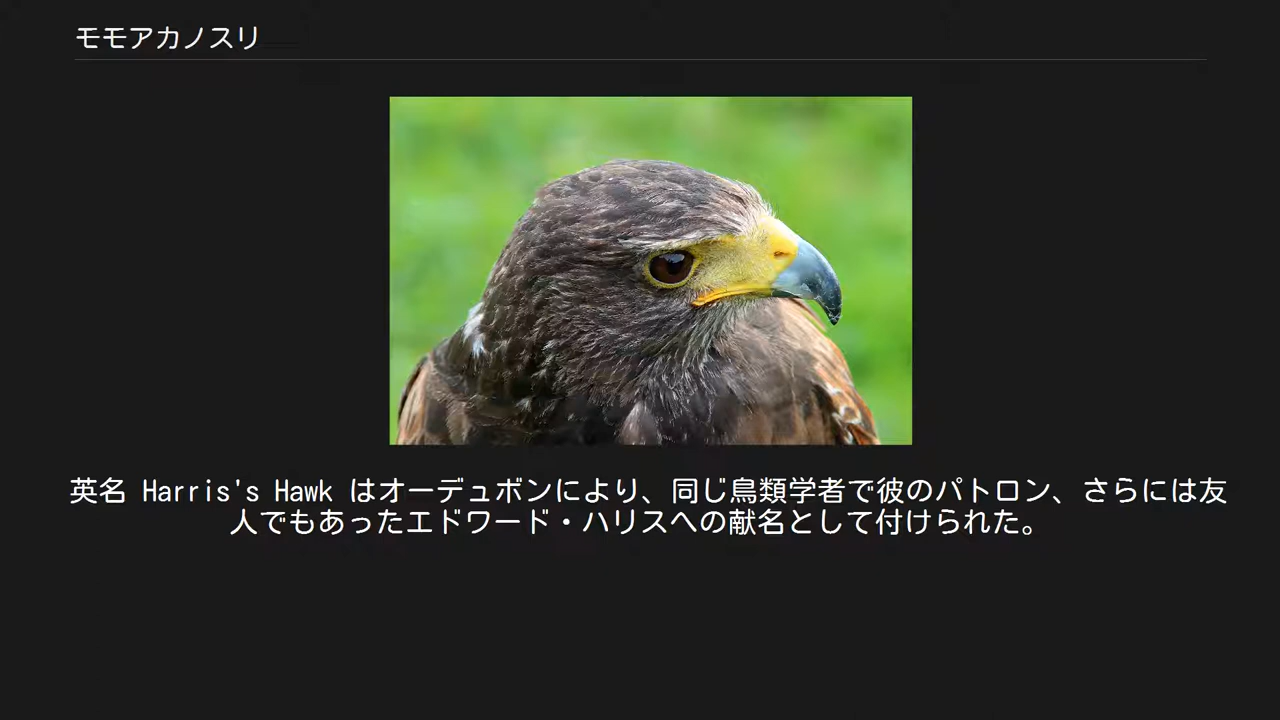 モモアカノスリ
英名 Harris's Hawk はオーデュボンにより、同じ鳥類学者で彼のパトロン、さらには友
人でもあったエドワード・ハリスへの献名として付けられた。